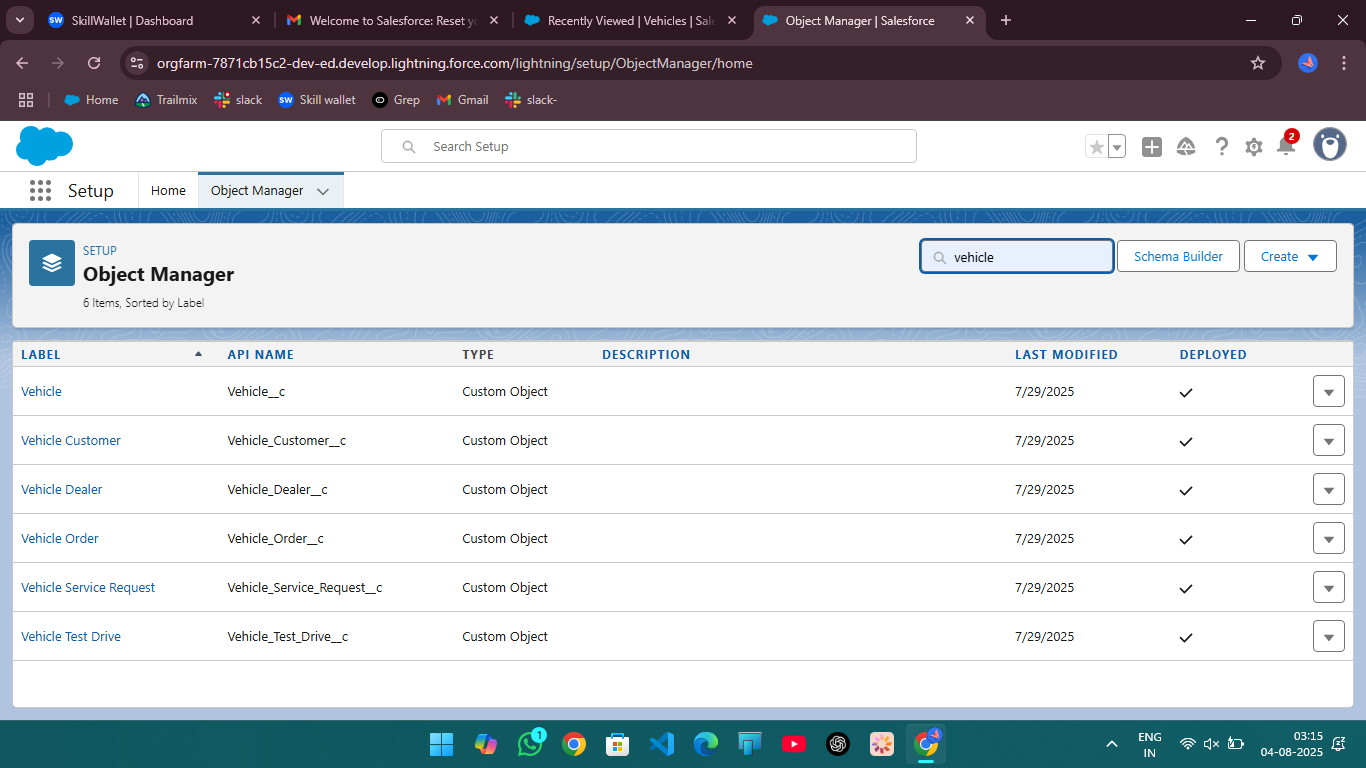 SkillWallet | Dashboard
Welcome to Salesforce: Reset yo
Recently Viewed | Vehicles | Sale
Object Manager | Salesforce
orgfarm-7871cb15c2-dev-ed.develop.lightning.force.com/lightning/setup/ObjectManager/home
Home
Trailmix
slack
SW
Skill wallet
Grep
Gmail
slack-
Search Setup
2
Setup
Home
Object Manager
SETUP
Object Manager
6 Items, Sorted by Label
vehicle
Schema Builder
Create
LABEL API NAME TYPE DESCRIPTION LAST MODIFIED DEPLOYED
Vehicle Vehicle__c Custom Object 7/29/2025
Vehicle Customer Vehicle_Customer__c Custom Object 7/29/2025
Vehicle Dealer Vehicle_Dealer__c Custom Object 7/29/2025
Vehicle Order Vehicle_Order__c Custom Object 7/29/2025
Vehicle Service Request Vehicle_Service_Request__c Custom Object 7/29/2025
Vehicle Test Drive Vehicle_Test_Drive__c Custom Object 7/29/2025
1
ENG
IN
03:15
04-08-2025